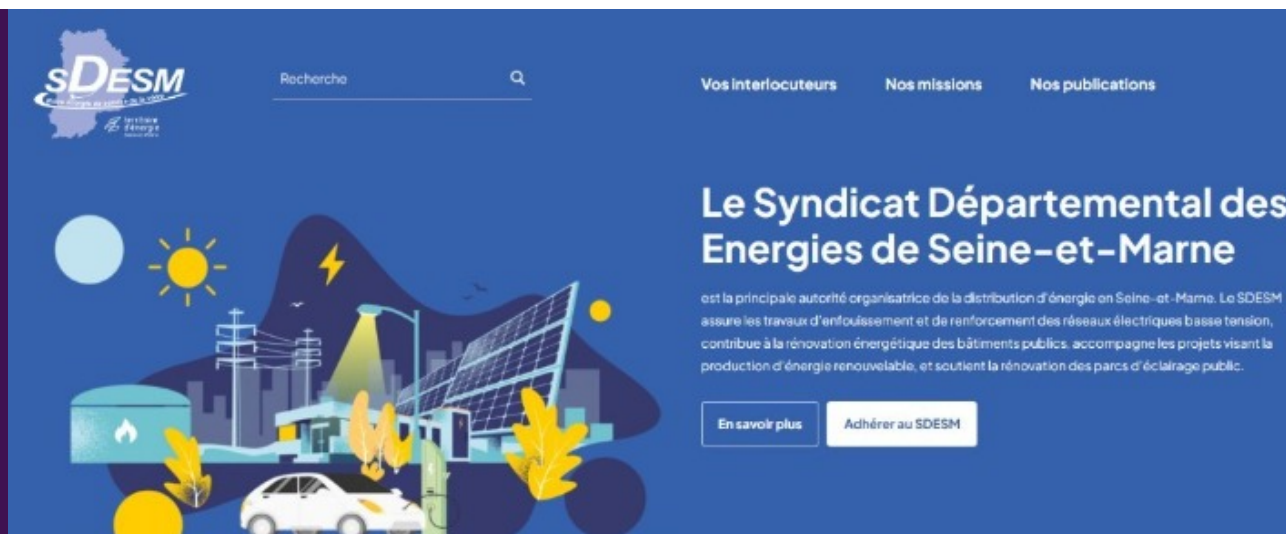 SDESM
territoire
d'énergie
Recherche
Vos interlocuteurs
Nos missions
Nos publications
Le Syndicat Départemental des
Energies de Seine-et-Marne
est la principale autorité organisatrice de la distribution d'énergie en Seine-et-Marne. Le SDESM
assure les travaux d'enfouissement et de renforcement des réseaux électriques basse tension,
contribue à la rénovation énergétique des bâtiments publics, accompagne les projets visant la
production d'énergie renouvelable, et soutient la rénovation des parcs d'éclairage public.
En savoir plus
Adhérer au SDESM